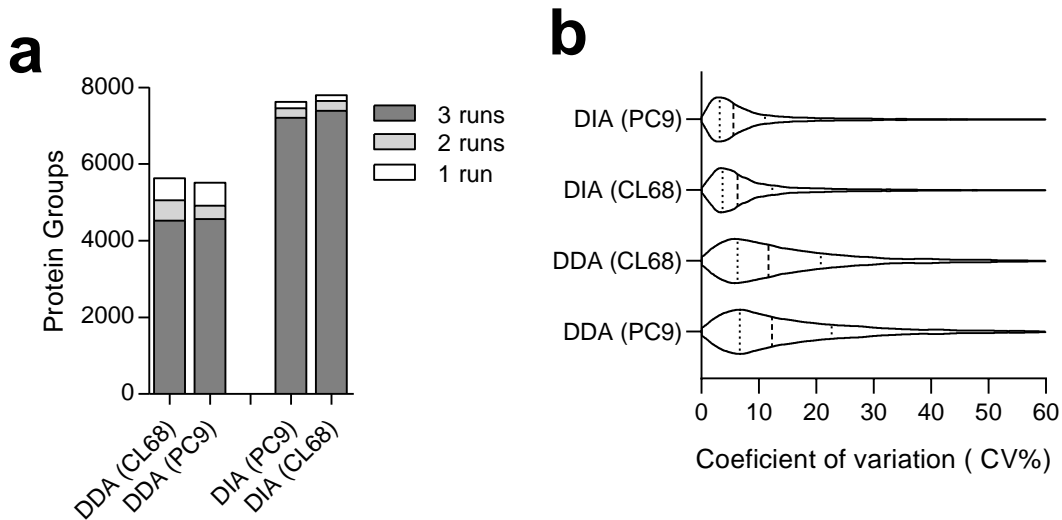 a
8000
6000
4000
2000
0
Protein Groups
DDA (CL68)
DDA (PC9)
DIA (PC9)
DIA (CL68)
3 runs
2 runs
1 run
b
DIA (PC9)
DIA (CL68)
DDA (CL68)
DDA (PC9)
0 10 20 30 40 50 60
Coeficient of variation ( CV%)